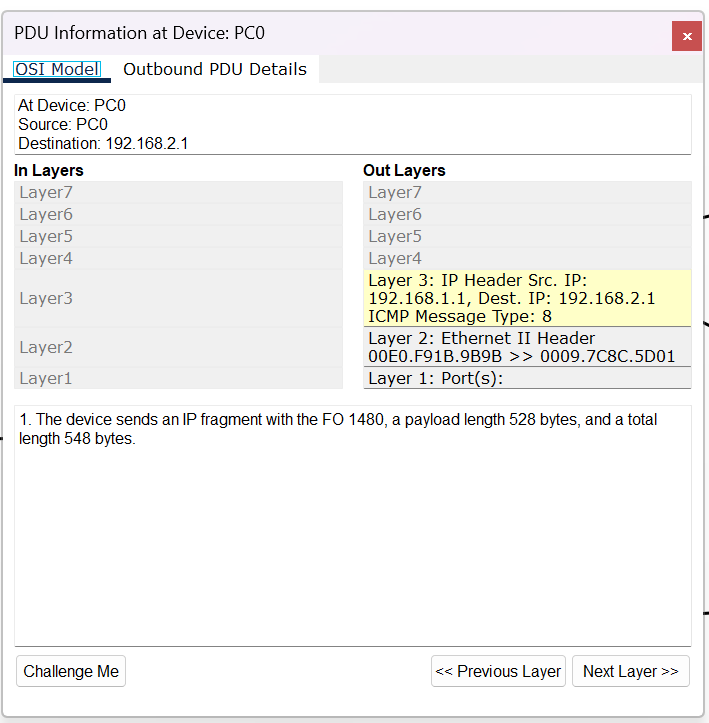 PDU Information at Device: PC0
x
OSI Model
Outbound PDU Details
At Device: PC0
Source: PC0
Destination: 192.168.2.1
In Layers
Layer7
Layer6
Layer5
Layer4
Layer3
Layer2
Layer1
Out Layers
Layer7
Layer6
Layer5
Layer4
Layer 3: IP Header Src. IP:
192.168.1.1, Dest. IP: 192.168.2.1
ICMP Message Type: 8
Layer 2: Ethernet II Header
00E0.F91B.9B9B >> 0009.7C8C.5D01
Layer 1: Port(s):
1. The device sends an IP fragment with the FO 1480, a payload length 528 bytes, and a total
length 548 bytes.
Challenge Me
<< Previous Layer
Next Layer >>